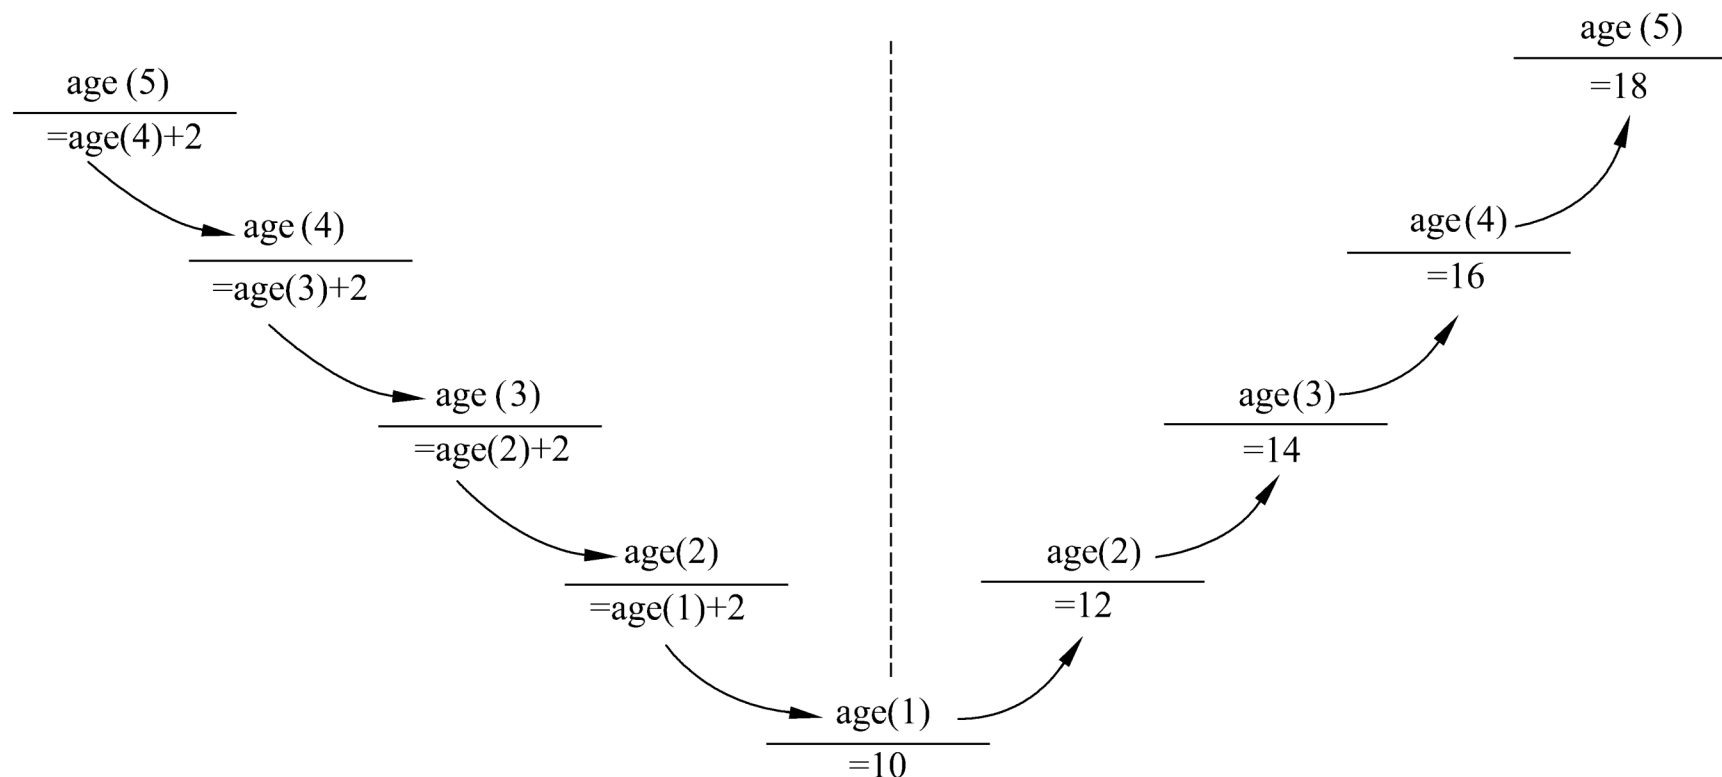 age (5)
=age(4)+2
age (4)
=age(3)+2
age (3)
=age(2)+2
age(2)
=age(1)+2
age(1)
=10
age(2)
=12
age(3)
=14
age(4)
=16
age (5)
=18